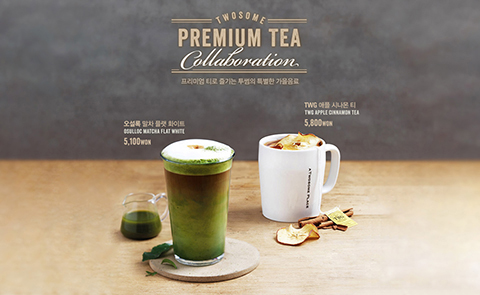 TWOSOME
PREMIUM TEA
Collaboration
프리미엄 티로 즐기는 투썸의 특별한 가을음료
오설록 말차 플랫 화이트
OSULLOC MATCHA FLAT WHITE
5,100WON
TWG 애플 시나몬 티
TWG APPLE CINNAMON TEA
5,800WON
A TWOSOME PLACE